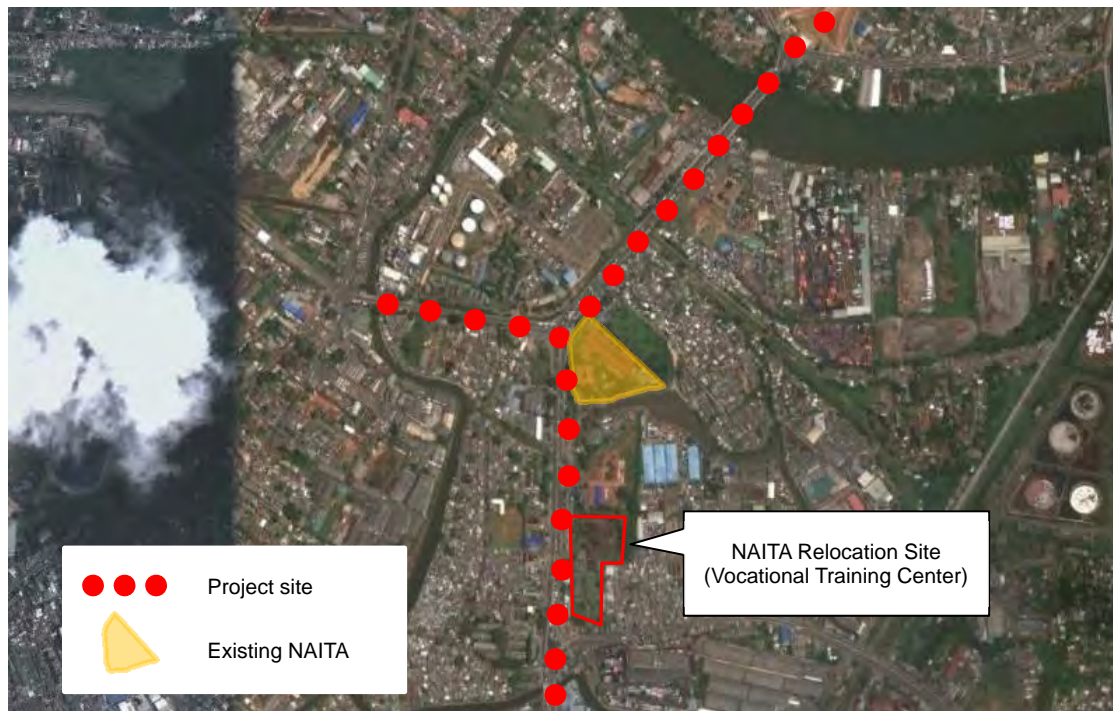 NAITA Relocation Site
(Vocational Training Center)
Project site
Existing NAITA